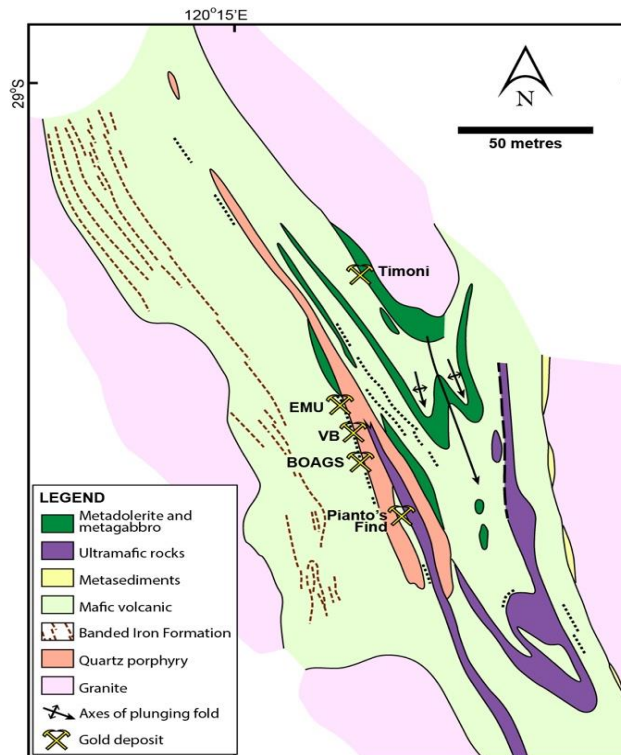 120°15'E
29°S
N
50 metres
Timoni
EMU
VB
BOAGS
Pianto's
Find
LEGEND
Metadolerite and
metagabbro
Ultramafic rocks
Metasediments
Mafic volcanic
Banded Iron Formation
Quartz porphyry
Granite
Axes of plunging fold
Gold deposit